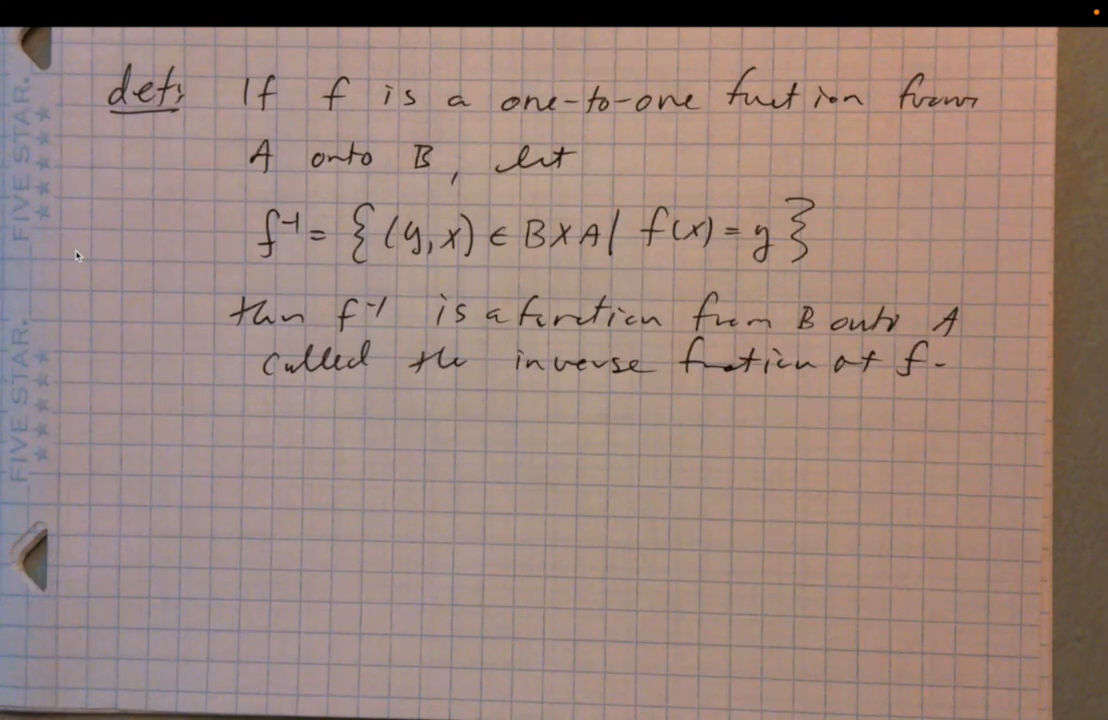 def: If f is a one-to-one function from
A onto B, let
f⁻¹ = { (y,x) ∈ B X A | f(x) = y }
then f⁻¹ is a function from B onto A
called the inverse function of f.
FIVE STAR.
FIVE STAR.